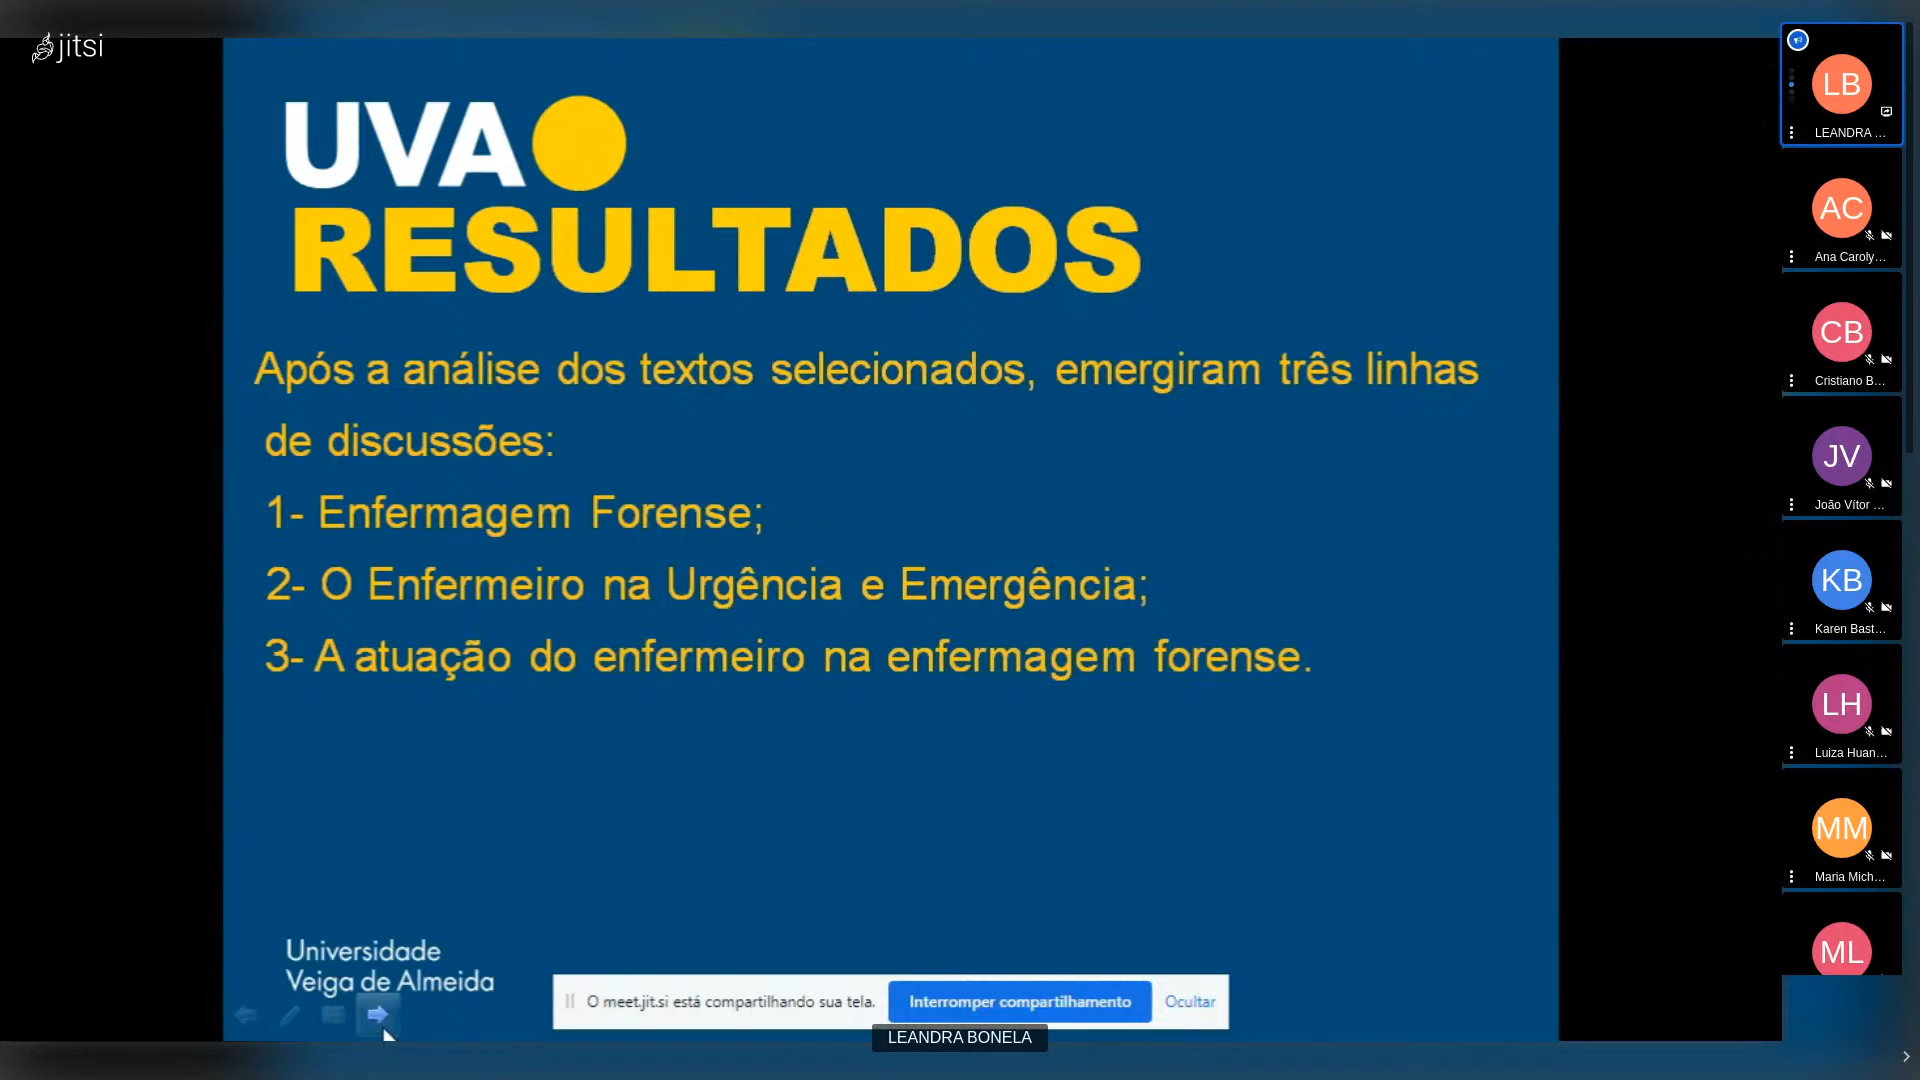 jitsi
UVA
RESULTADOS
Após a análise dos textos selecionados, emergiram três linhas
de discussões:
1- Enfermagem Forense;
2- O Enfermeiro na Urgência e Emergência;
3- A atuação do enfermeiro na enfermagem forense.
Universidade
Veiga de Almeida
O meet.jit.si está compartilhando sua tela.
Interromper compartilhamento
Ocultar
LEANDRA BONELA
LB
LEANDRA ...
AC
Ana Caroly...
CB
Cristiano B...
JV
João Vítor ...
KB
Karen Bast...
LH
Luiza Huan...
MM
Maria Mich...
ML